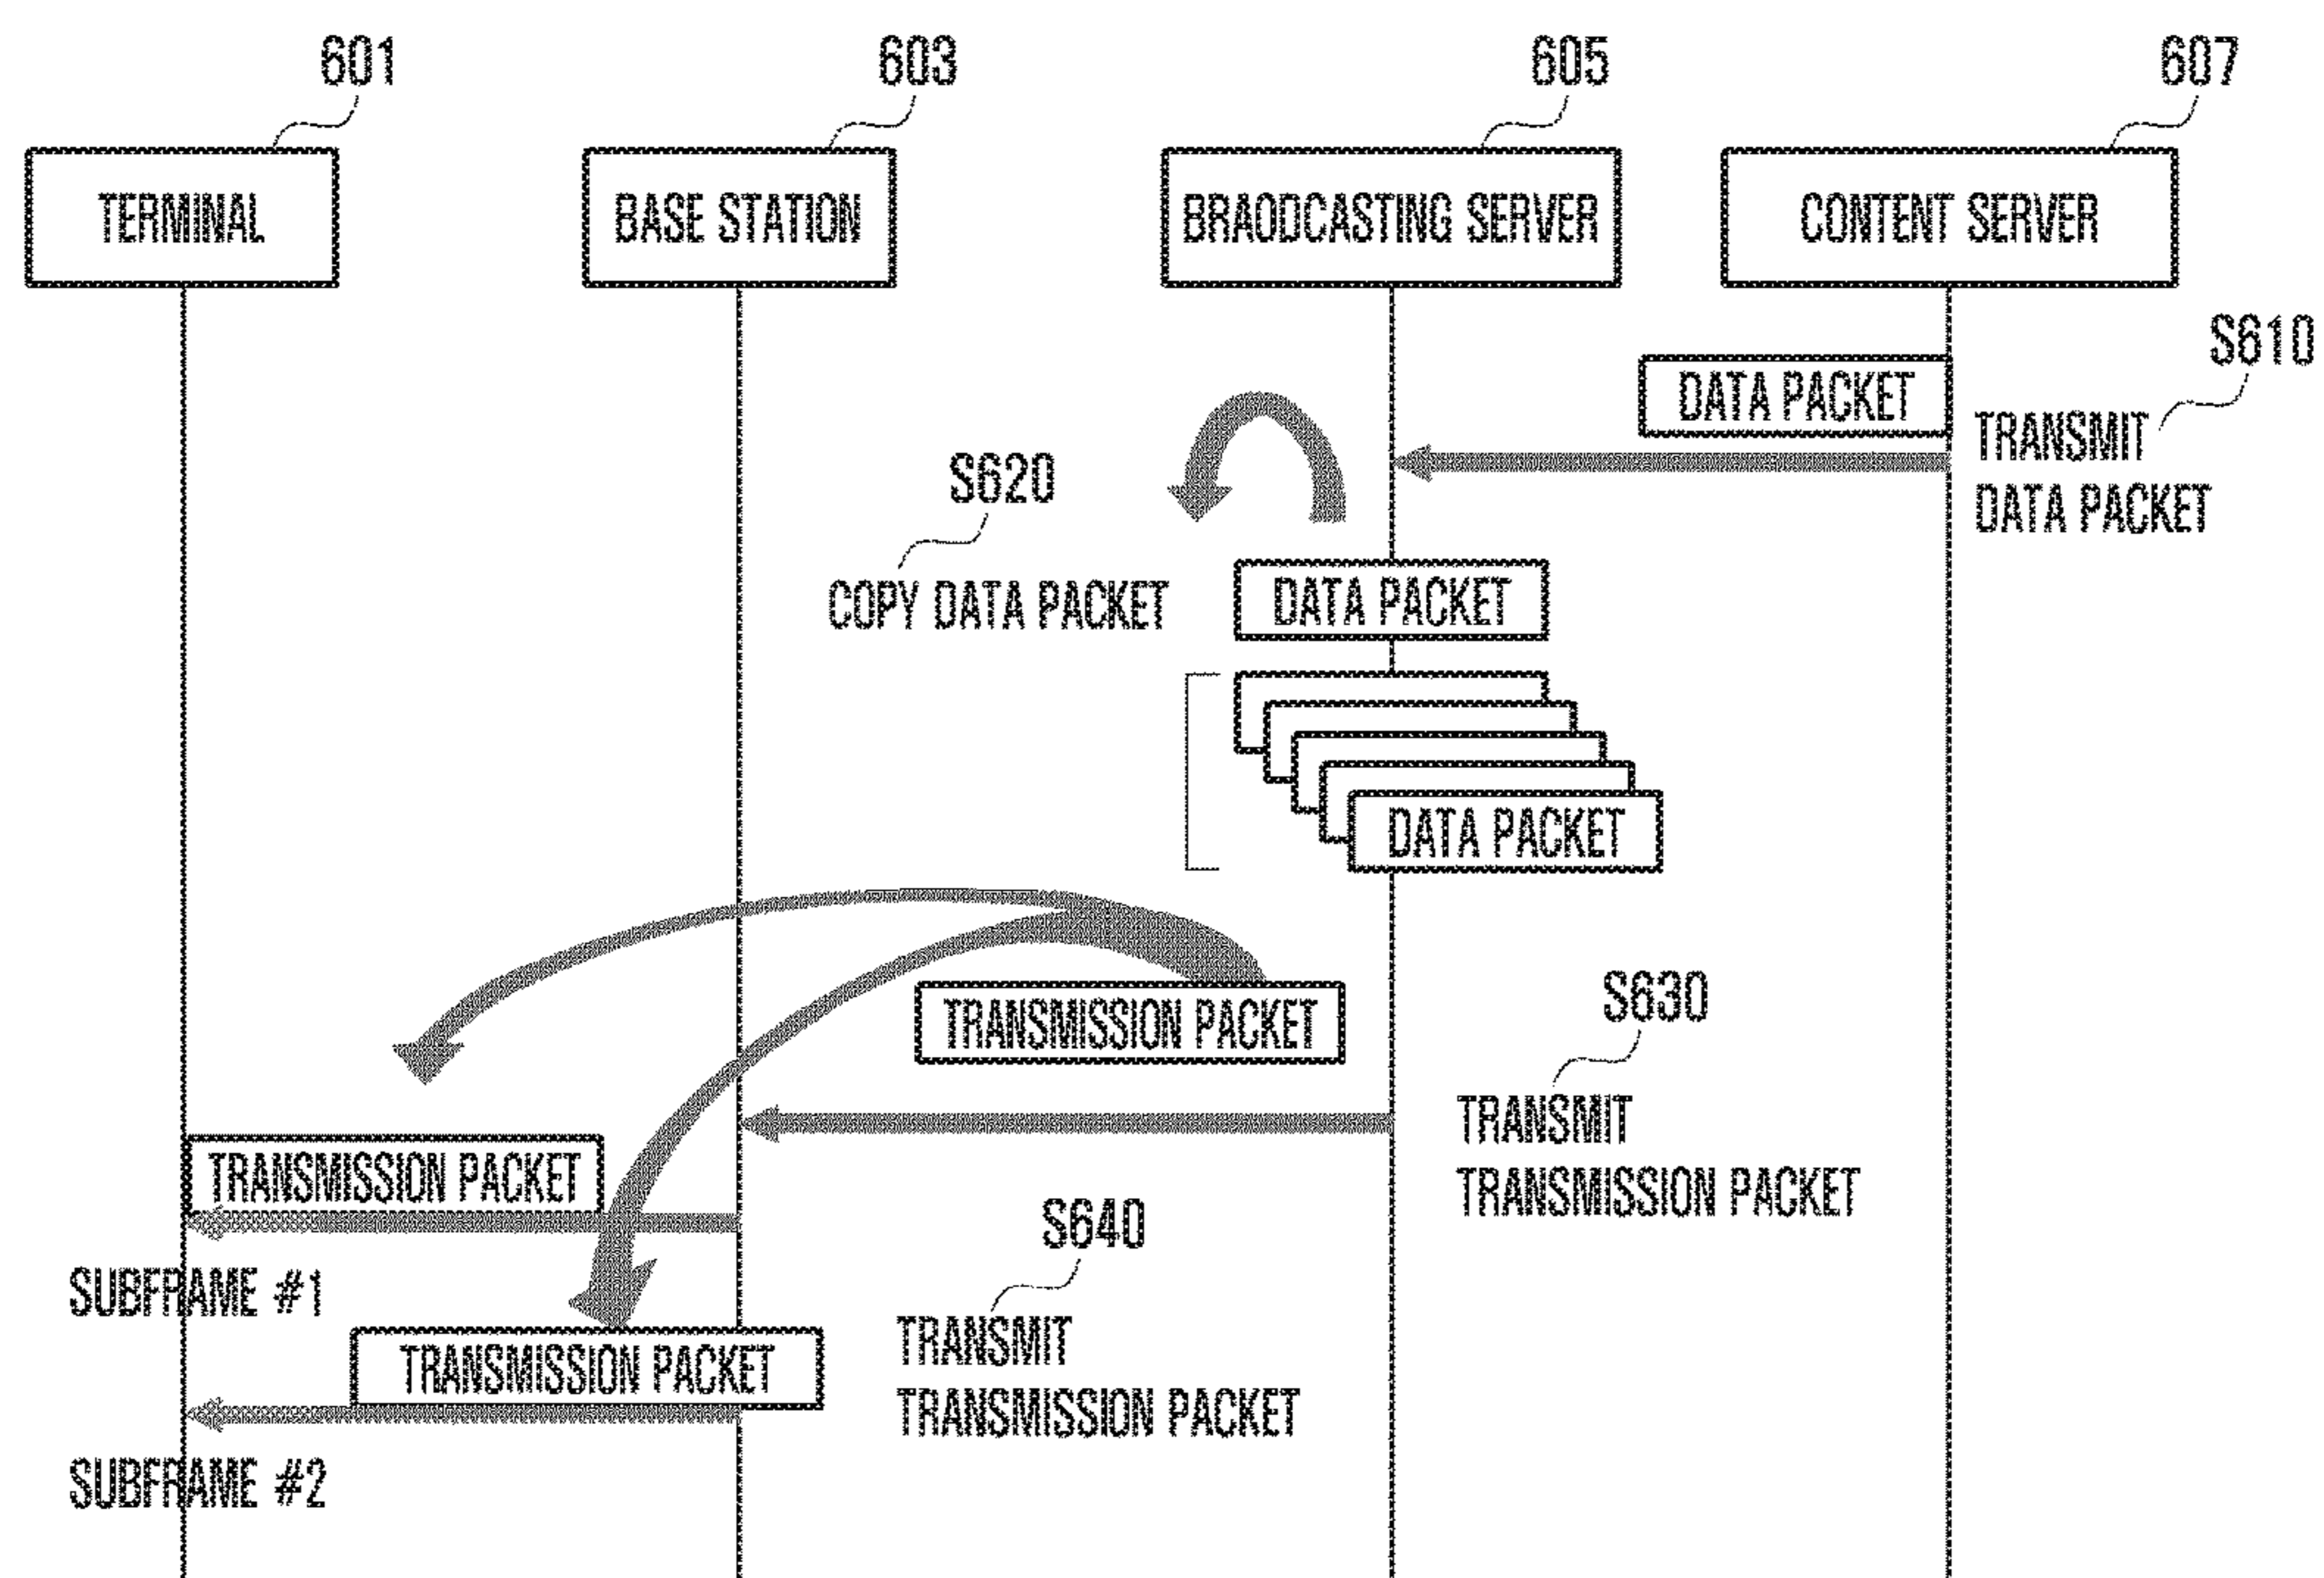 601
603
605
607
TERMINAL
BASE STATION
BRAODCASTING SERVER
CONTENT SERVER
S610
DATA PACKET
TRANSMIT
DATA PACKET
S620
COPY DATA PACKET
DATA PACKET
DATA PACKET
TRANSMISSION PACKET
S630
TRANSMIT
TRANSMISSION PACKET
TRANSMISSION PACKET
S640
SUBFRAME #1
TRANSMIT
TRANSMISSION PACKET
TRANSMISSION PACKET
SUBFRAME #2